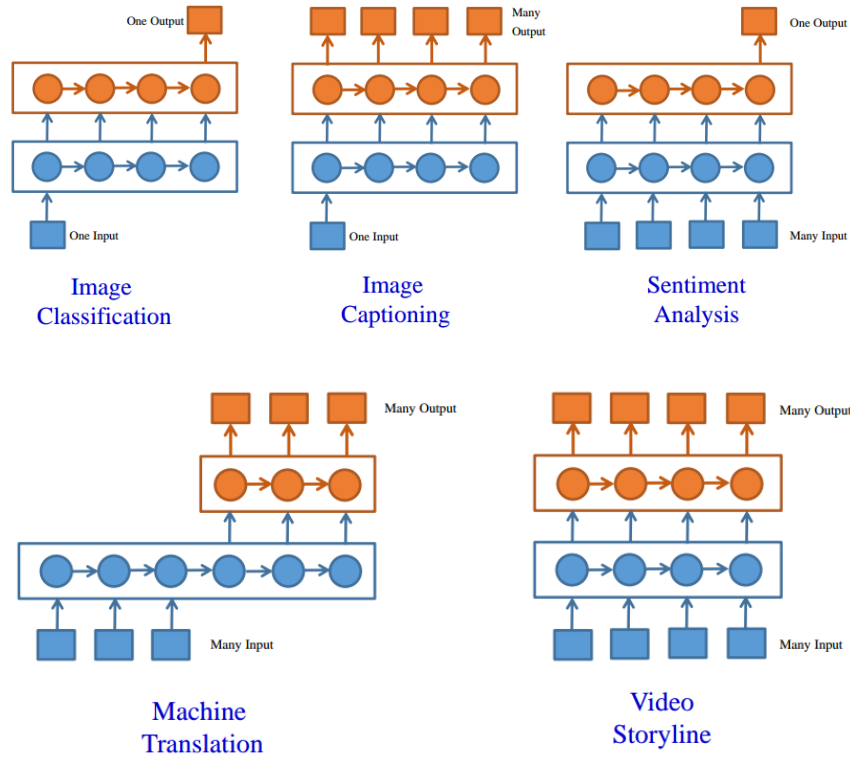 One Output
Many
Output
One Output
One Input
One Input
Many Input
Image
Classification
Image
Captioning
Sentiment
Analysis
Many Output
Many Output
Many Input
Many Input
Machine
Translation
Video
Storyline